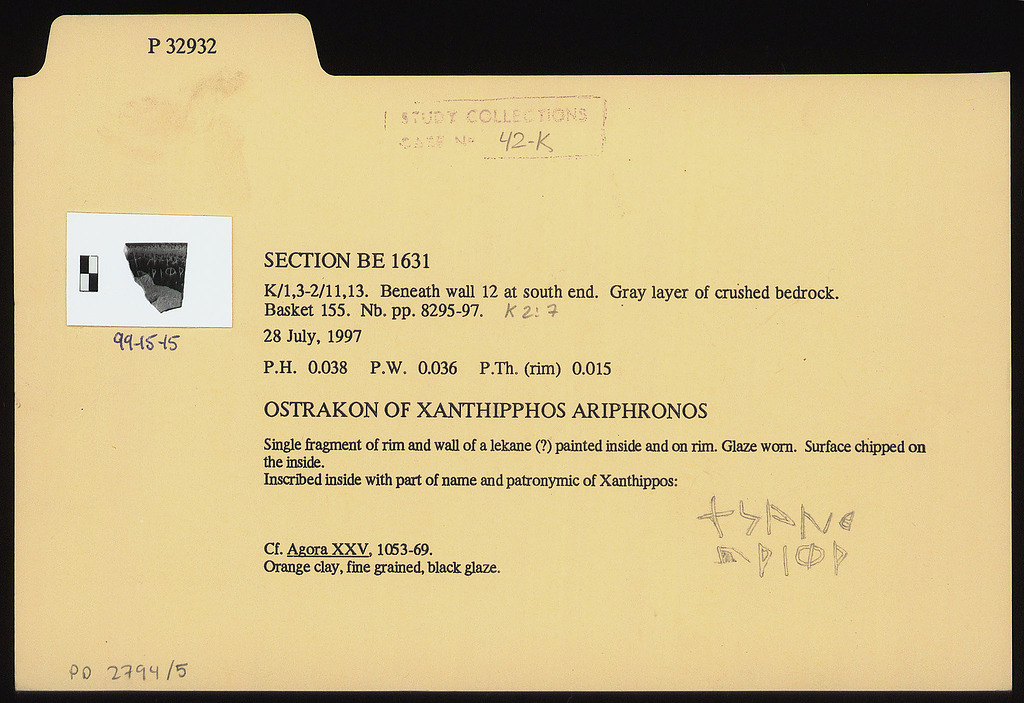 P 32932
STUDY COLLECTIONS
CASE No 42-K
SECTION BE 1631
K/1,3-2/11,13. Beneath wall 12 at south end. Gray layer of crushed bedrock.
Basket 155. Nb. pp. 8295-97. K 2:7
99-15-15
28 July, 1997
P.H. 0.038 P.W. 0.036 P.Th. (rim) 0.015
OSTRAKON OF XANTHIPPHOS ARIPHRONOS
Single fragment of rim and wall of a lekane (?) painted inside and on rim. Glaze worn. Surface chipped on
the inside.
Inscribed inside with part of name and patronymic of Xanthippos:
Cf. Agora XXV, 1053-69.
Orange clay, fine grained, black glaze.
PD 2794/5